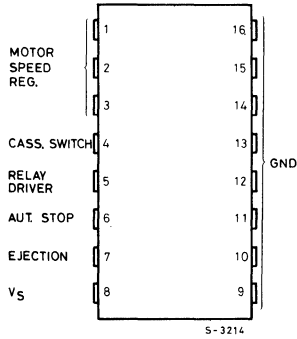 1 16
MOTOR
SPEED 2 15
REG.
3 14
CASS. SWITCH 4 13
GND
RELAY
DRIVER 5 12
AUT. STOP 6 11
EJECTION 7 10
VS 8 9
S-3214